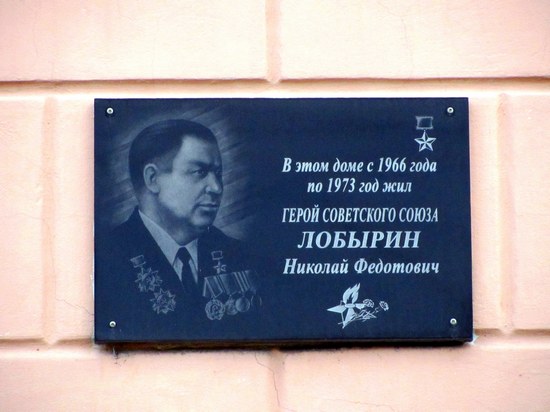 В этом доме с 1966 года
по 1973 год жил
ГЕРОЙ СОВЕТСКОГО СОЮЗА
ЛОБЫРИН
Николай Федотович